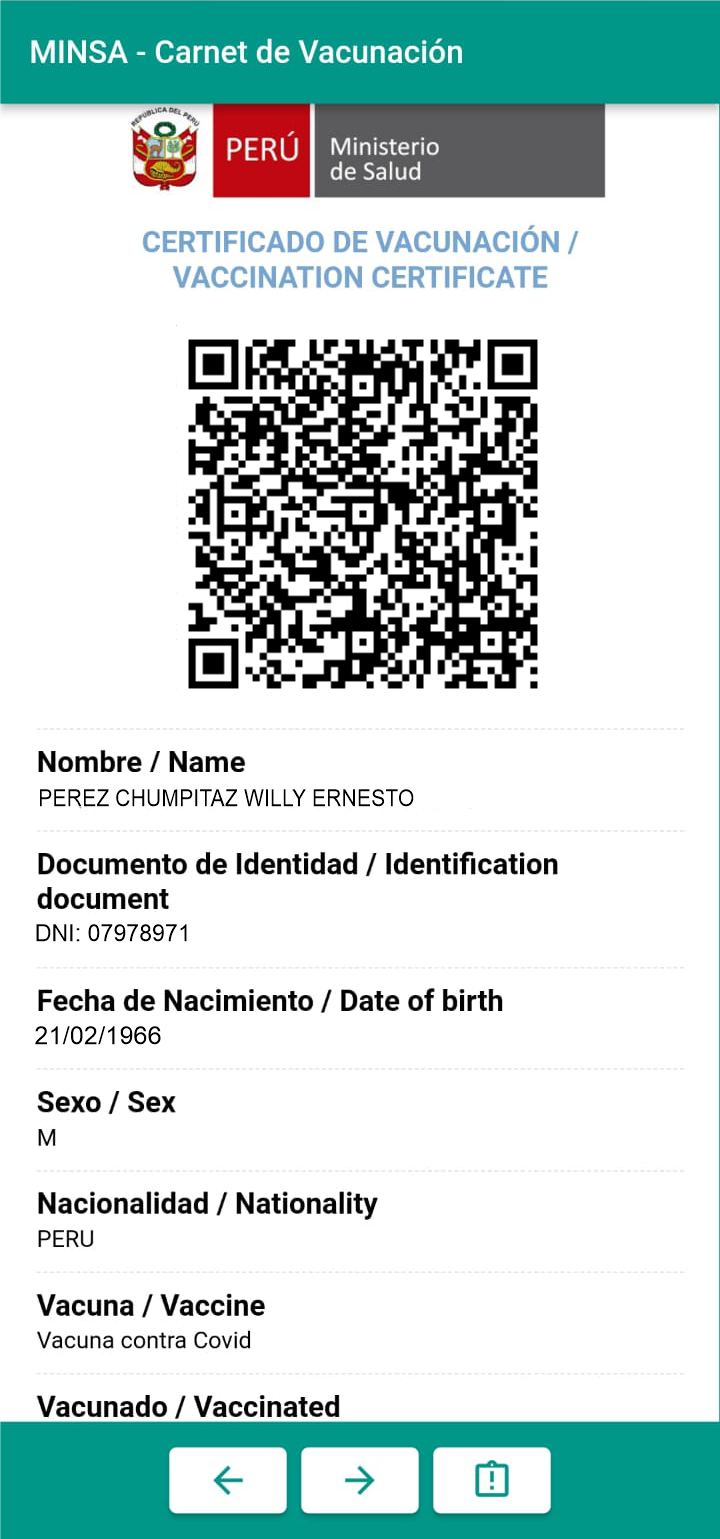 MINSA - Carnet de Vacunación
REPÚBLICA DEL PERÚ
PERÚ
Ministerio
de Salud
CERTIFICADO DE VACUNACIÓN /
VACCINATION CERTIFICATE
Nombre / Name
PEREZ CHUMPITAZ WILLY ERNESTO
Documento de Identidad / Identification
document
DNI: 07978971
Fecha de Nacimiento / Date of birth
21/02/1966
Sexo / Sex
M
Nacionalidad / Nationality
PERU
Vacuna / Vaccine
Vacuna contra Covid
Vacunado / Vaccinated